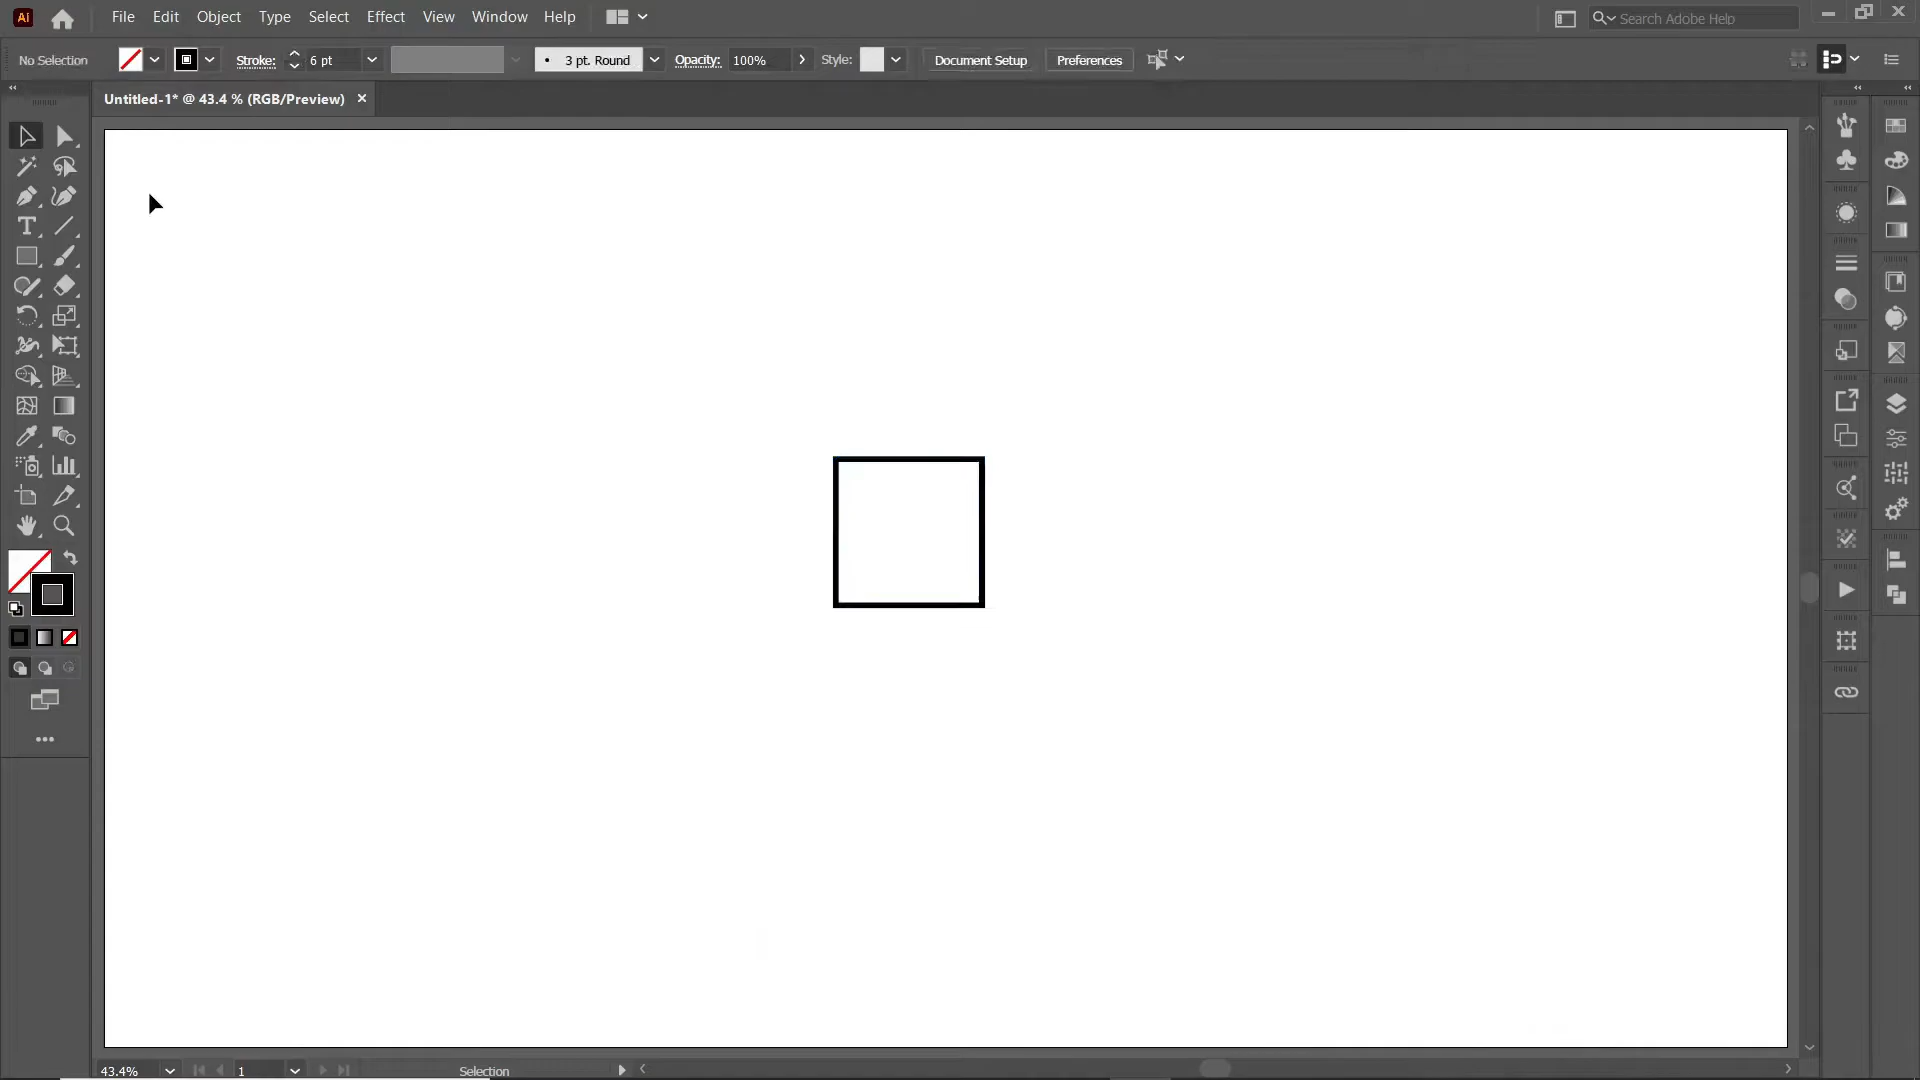 Ai File Edit Object Type Select Effect View Window Help Search Adobe Help
No Selection Stroke: 6 pt 3 pt. Round Opacity: 100% Style: Document Setup Preferences
Untitled-1* @ 43.4 % (RGB/Preview)
43.4% 1 Selection